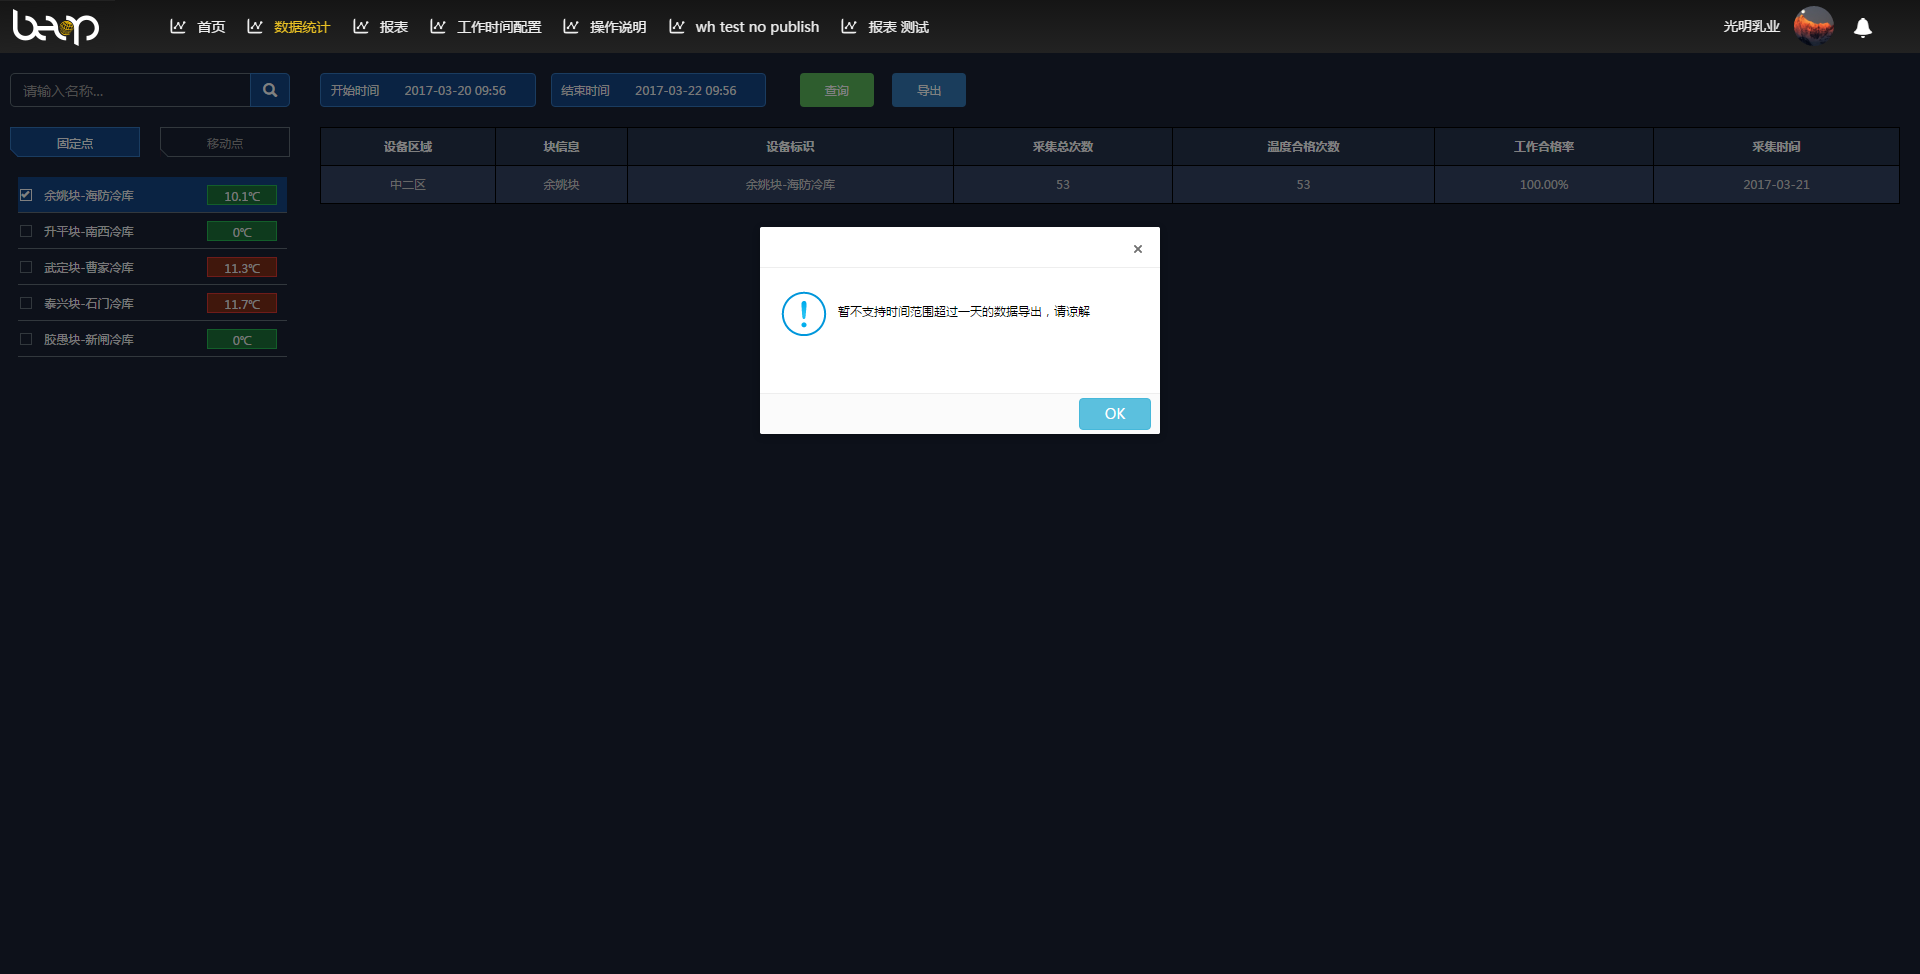 beop
首页 数据统计 报表 工作时间配置 操作说明 wh test no publish 报表 测试 光明乳业
请输入名称... 开始时间 2017-03-20 09:56 结束时间 2017-03-22 09:56 查询 导出
固定点 移动点
设备区域 块信息 设备标识 采集总次数 温度合格次数 工作合格率 采集时间
中二区 余姚块 余姚块-海防冷库 53 53 100.00% 2017-03-21
余姚块-海防冷库 10.1℃
升平块-南西冷库 0℃
武定块-曹家冷库 11.3℃
泰兴块-石门冷库 11.7℃
胶愚块-新闸冷库 0℃
×
暂不支持时间范围超过一天的数据导出，请谅解
OK